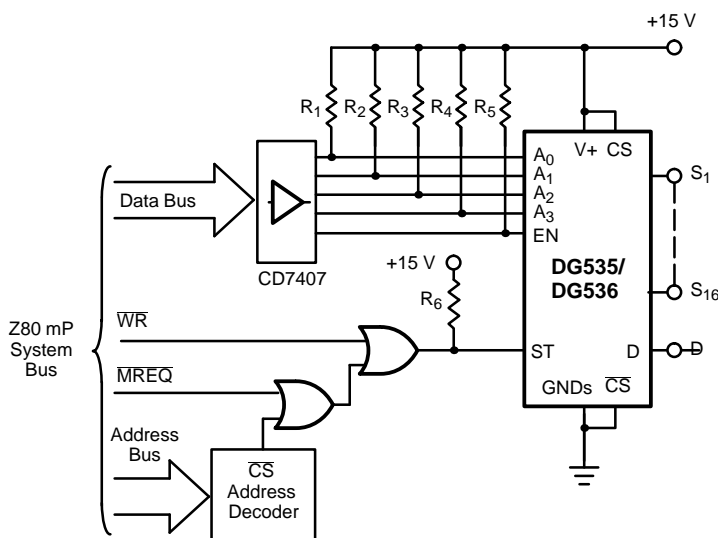 +15 V
R1 R2 R3 R4 R5
V+ CS
A0
A1
A2
A3
EN
S1
Data Bus
CD7407
+15 V
DG535/
DG536
S16
R6
WR
Z80 mP
System
Bus
ST
D
D
MREQ
GNDs
CS
Address
Bus
CS
Address
Decoder